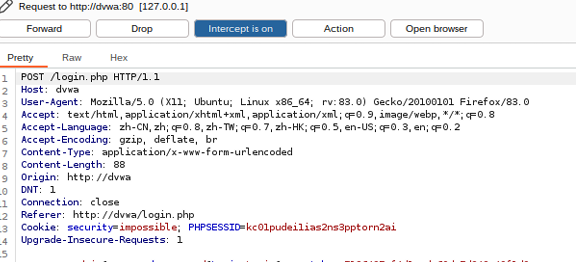 Request to http://dvwa:80 [127.0.0.1]
Forward Drop Intercept is on Action Open browser
Pretty Raw Hex
1 POST /login.php HTTP/1.1
2 Host: dvwa
3 User-Agent: Mozilla/5.0 (X11; Ubuntu; Linux x86_64; rv:83.0) Gecko/20100101 Firefox/83.0
4 Accept: text/html,application/xhtml+xml,application/xml;q=0.9,image/webp,*/*;q=0.8
5 Accept-Language: zh-CN,zh;q=0.8,zh-TW;q=0.7,zh-HK;q=0.5,en-US;q=0.3,en;q=0.2
6 Accept-Encoding: gzip, deflate, br
7 Content-Type: application/x-www-form-urlencoded
8 Content-Length: 88
9 Origin: http://dvwa
10 DNT: 1
11 Connection: close
12 Referer: http://dvwa/login.php
13 Cookie: security=impossible; PHPSESSID=kc01pudei1ias2ns3pptorn2ai
14 Upgrade-Insecure-Requests: 1
15